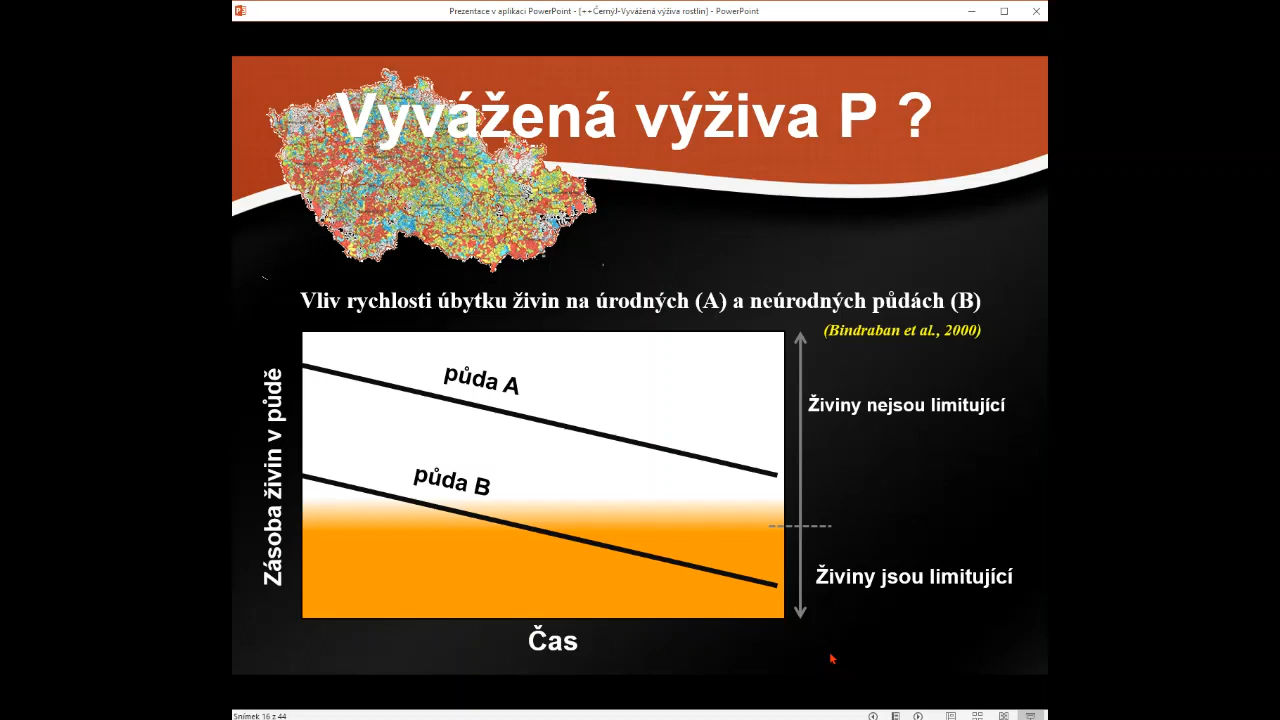 Prezentace v aplikaci PowerPoint - [++ČernýJ-Vyvážená výživa rostlin] - PowerPoint
Vyvážená výživa P ?
Vliv rychlosti úbytku živin na úrodných (A) a neúrodných půdách (B)
(Bindraban et al., 2000)
půda A
Živiny nejsou limitující
Zásoba živin v půdě
půda B
Živiny jsou limitující
Čas
Snímek 16 z 44